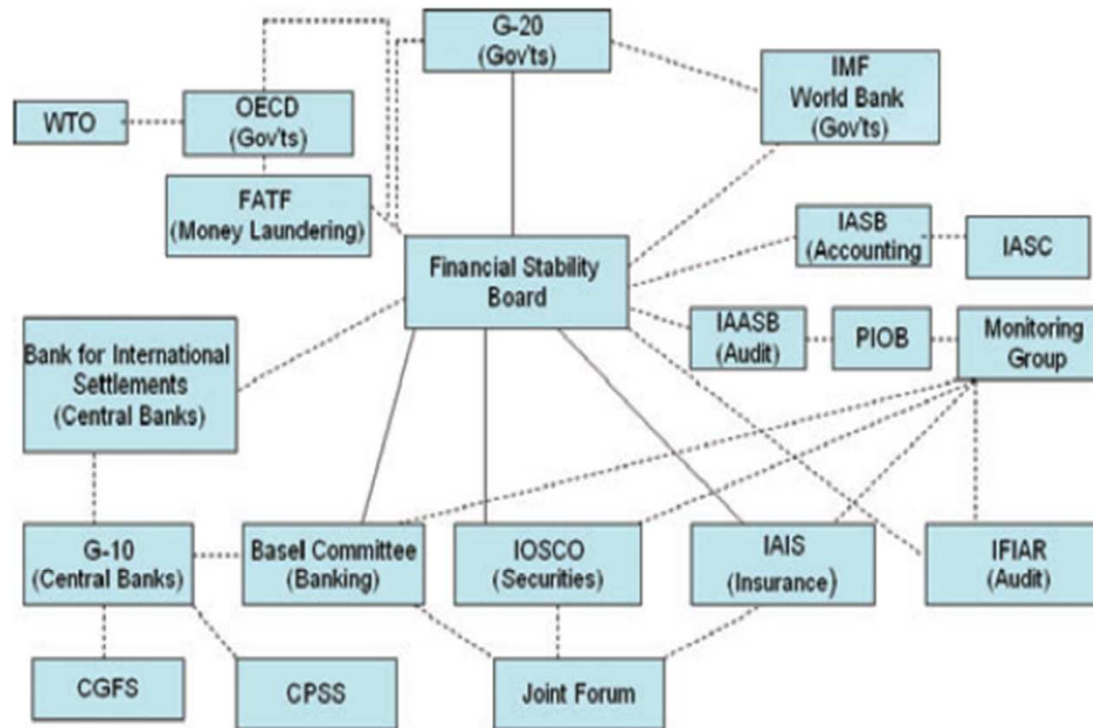 G-20
(Gov'ts)
IMF
World Bank
(Gov'ts)
WTO
OECD
(Gov'ts)
FATF
(Money Laundering)
IASB
(Accounting
IASC
Financial Stability
Board
IAASB
(Audit)
PIOB
Monitoring
Group
Bank for International
Settlements
(Central Banks)
G-10
(Central Banks)
Basel Committee
(Banking)
IOSCO
(Securities)
IAIS
(Insurance)
IFIAR
(Audit)
CGFS
CPSS
Joint Forum